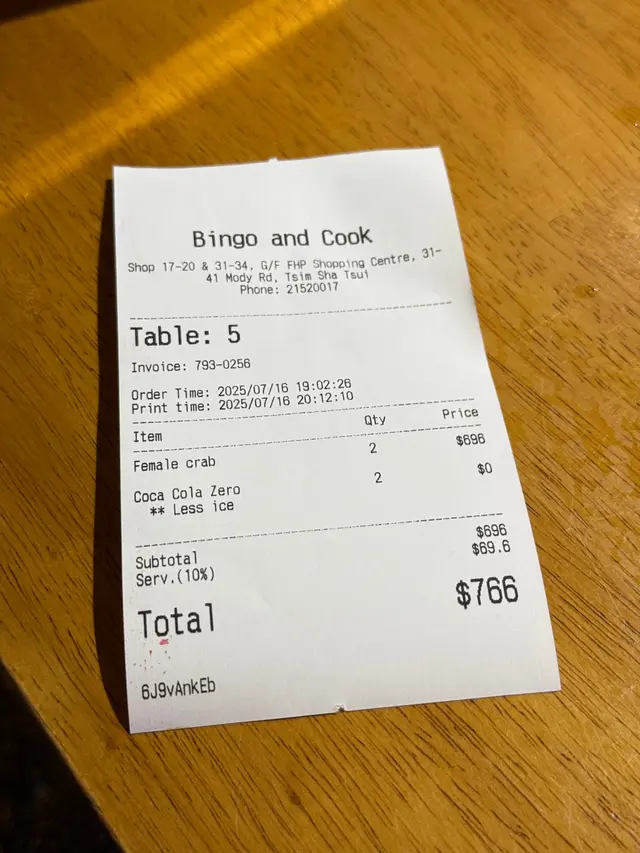 Bingo and Cook
Shop 17-20 & 31-34, G/F FHP Shopping Centre, 31-
41 Mody Rd, Tsim Sha Tsui
Phone: 21520017
Table: 5
Invoice: 793-0256
Order Time: 2025/07/16 19:02:26
Print time: 2025/07/16 20:12:10
Item Qty Price
Female crab 2 $696
Coca Cola Zero 2 $0
** Less ice
Subtotal $696
Serv.(10%) $69.6
Total $766
6J9vAnkEb